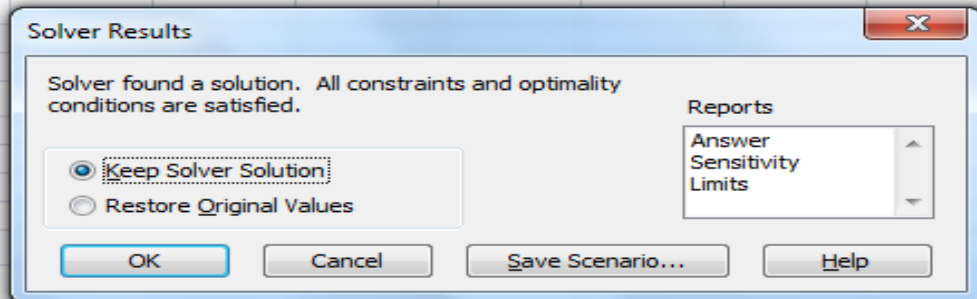 Solver Results
Solver found a solution. All constraints and optimality
conditions are satisfied.
Reports
Answer
Sensitivity
Limits
Keep Solver Solution
Restore Original Values
OK
Cancel
Save Scenario...
Help